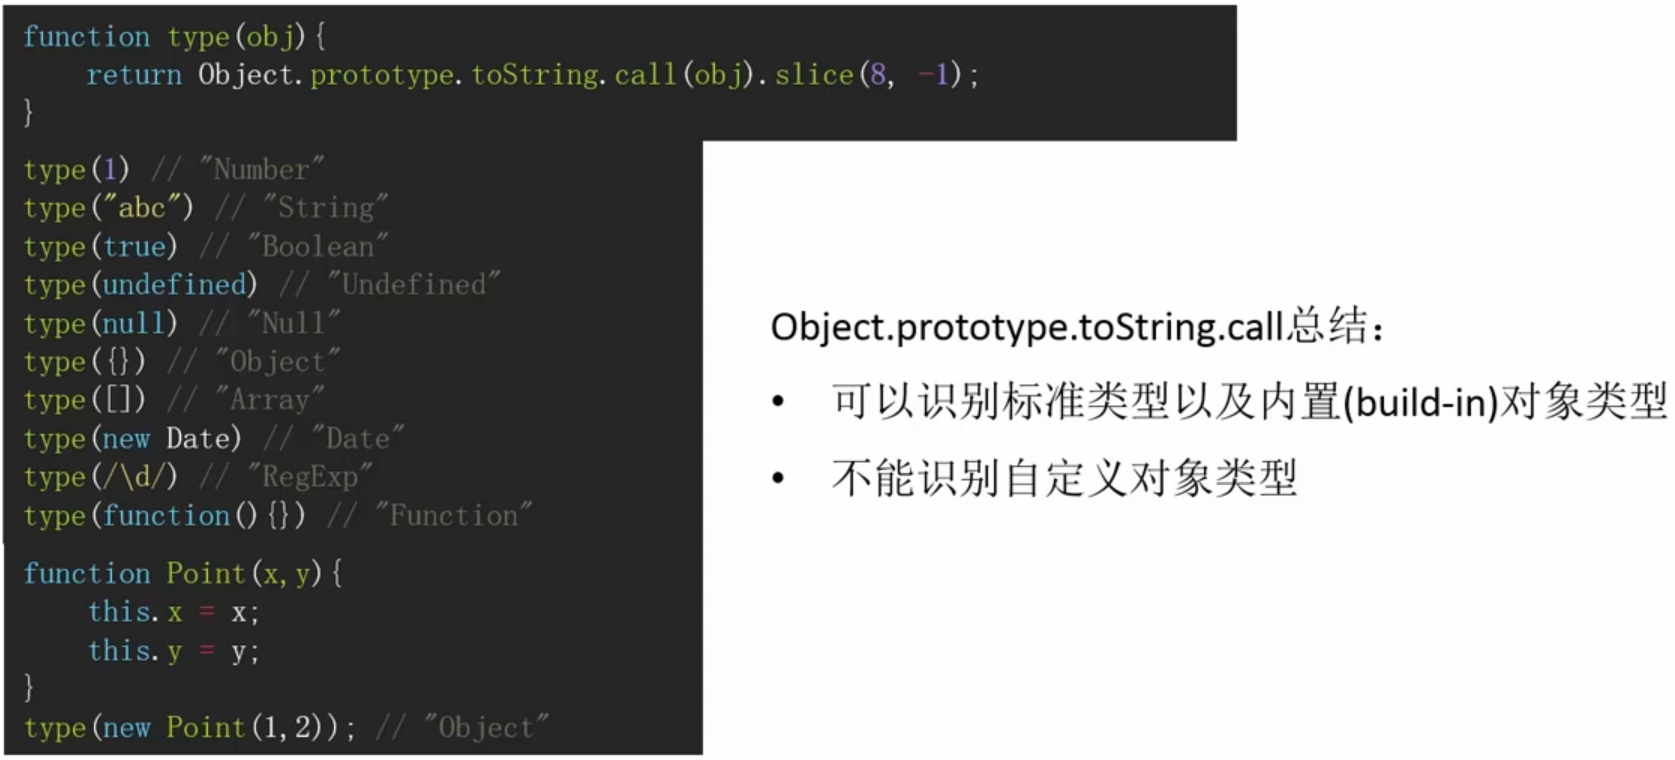 function type(obj){
    return Object.prototype.toString.call(obj).slice(8, -1);
}
type(1) // "Number"
type("abc") // "String"
type(true) // "Boolean"
type(undefined) // "Undefined"
type(null) // "Null"
type({}) // "Object"
type([]) // "Array"
type(new Date) // "Date"
type(/\d/) // "RegExp"
type(function(){}) // "Function"
function Point(x,y){
    this.x = x;
    this.y = y;
}
type(new Point(1,2)); // "Object"
Object.prototype.toString.call总结：
• 可以识别标准类型以及内置(build-in)对象类型
• 不能识别自定义对象类型